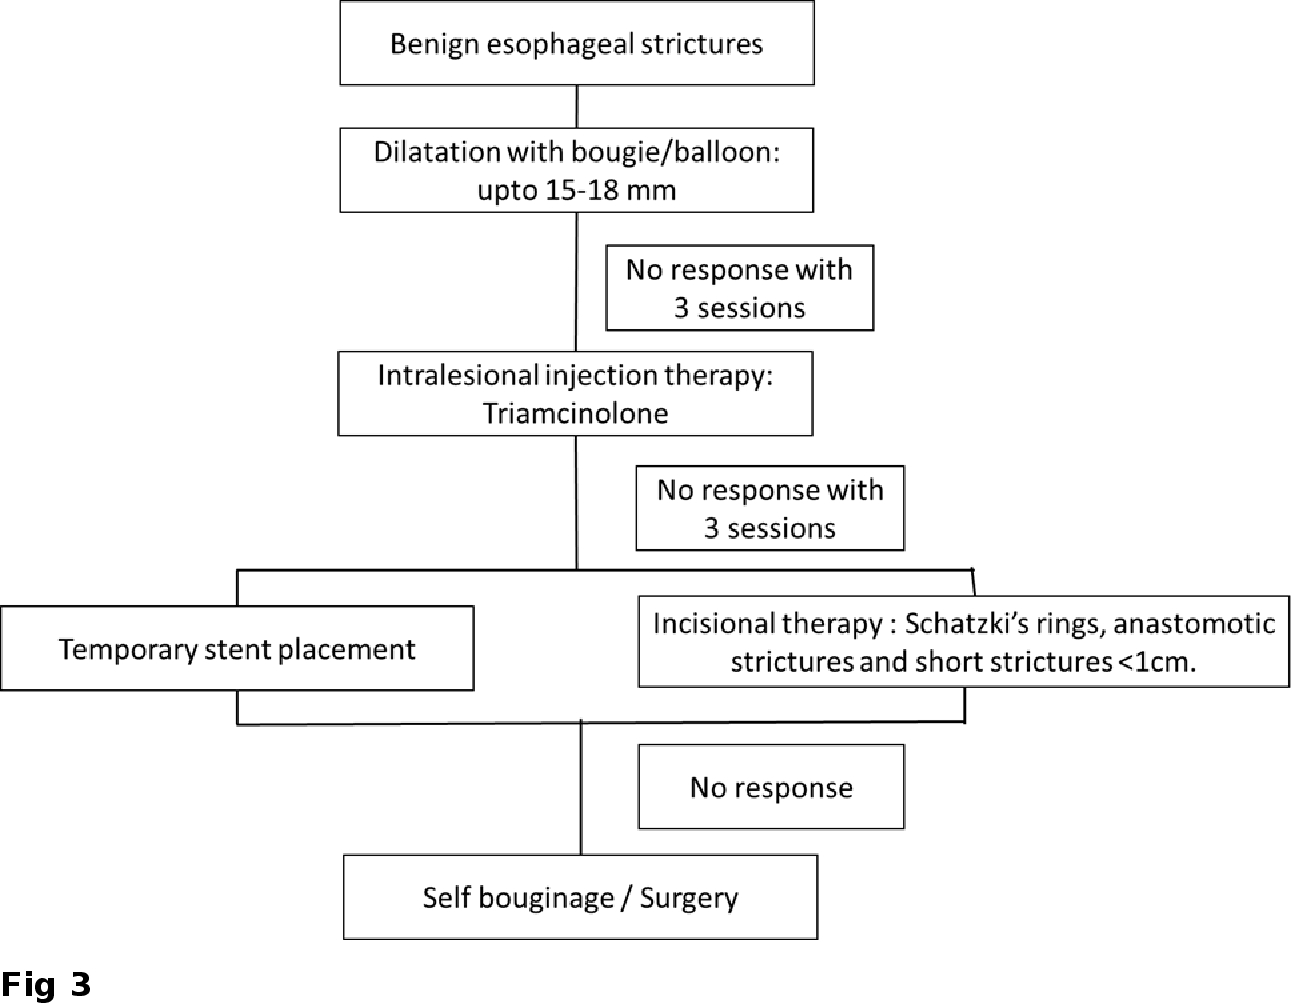 Benign esophageal strictures
Dilatation with bougie/balloon:
upto 15-18 mm
No response with
3 sessions
Intralesional injection therapy:
Triamcinolone
No response with
3 sessions
Temporary stent placement
Incisional therapy : Schatzki’s rings, anastomotic
strictures and short strictures <1cm.
No response
Self bouginage / Surgery
Fig 3